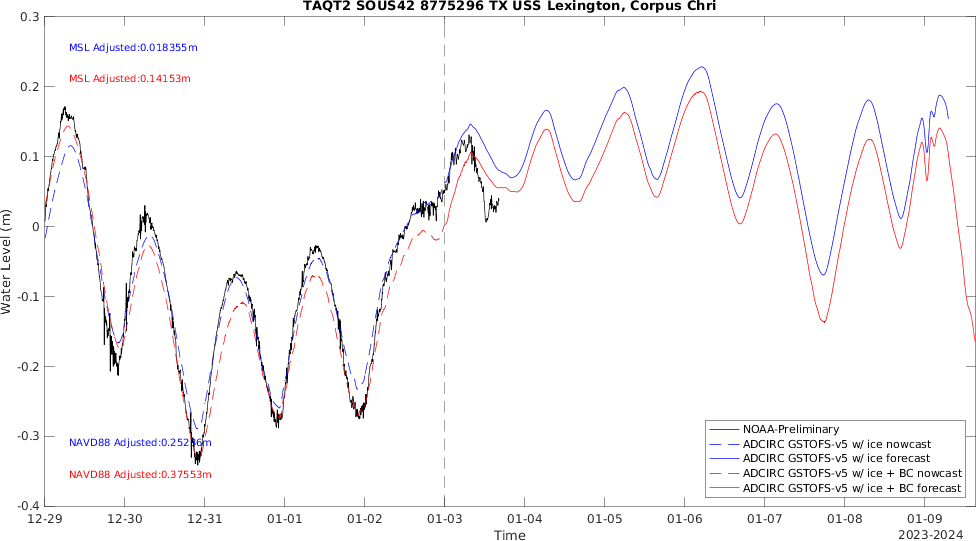 TAQT2 SOUS42 8775296 TX USS Lexington, Corpus Chri
0.3
0.2
0.1
0
-0.1
-0.2
-0.3
-0.4
Water Level (m)
MSL Adjusted:0.018355m
MSL Adjusted:0.14153m
NAVD88 Adjusted:0.25236m
NAVD88 Adjusted:0.37553m
NOAA-Preliminary
ADCIRC GSTOFS-v5 w/ ice nowcast
ADCIRC GSTOFS-v5 w/ ice forecast
ADCIRC GSTOFS-v5 w/ ice + BC nowcast
ADCIRC GSTOFS-v5 w/ ice + BC forecast
12-29 12-30 12-31 01-01 01-02 01-03 01-04 01-05 01-06 01-07 01-08 01-09
Time
2023-2024